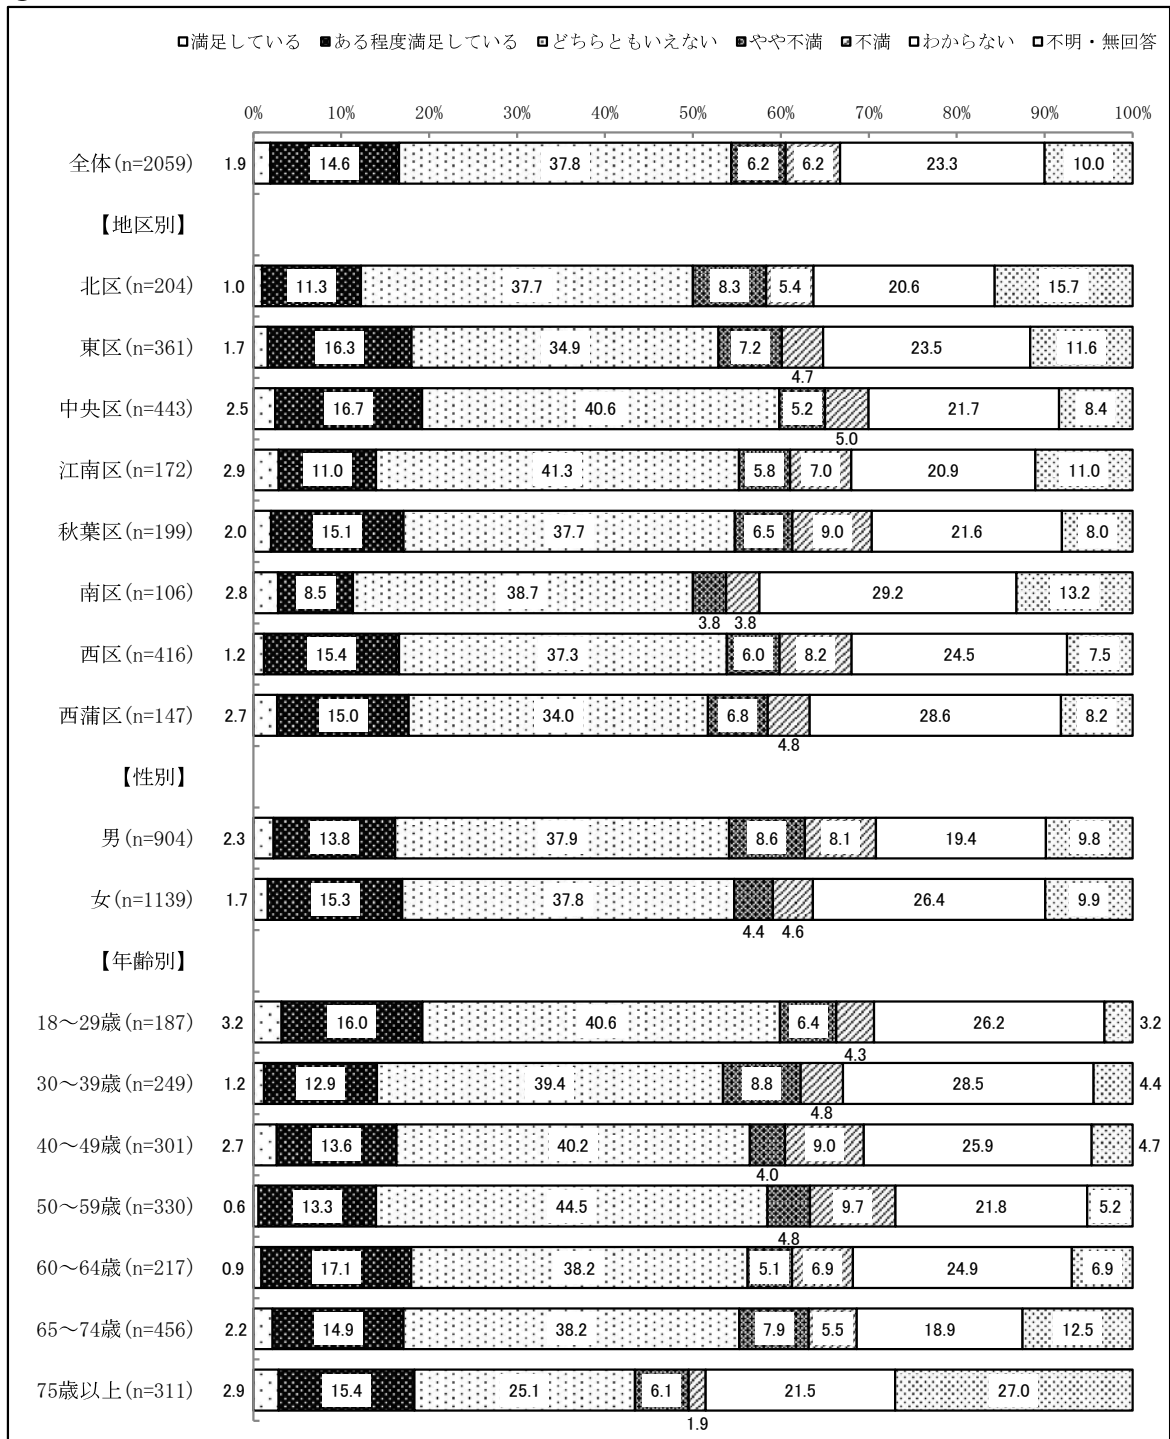 □満足している ■ある程度満足している □どちらともいえない ■やや不満 □不満 □わからない □不明・無回答
0% 10% 20% 30% 40% 50% 60% 70% 80% 90% 100%
全体(n=2059) 1.9 14.6 37.8 6.2 6.2 23.3 10.0
【地区別】
北区(n=204) 1.0 11.3 37.7 8.3 5.4 20.6 15.7
東区(n=361) 1.7 16.3 34.9 7.2 23.5 11.6
4.7
中央区(n=443) 2.5 16.7 40.6 5.2 21.7 8.4
5.0
江南区(n=172) 2.9 11.0 41.3 5.8 7.0 20.9 11.0
秋葉区(n=199) 2.0 15.1 37.7 6.5 9.0 21.6 8.0
南区(n=106) 2.8 8.5 38.7 29.2 13.2
3.8 3.8
西区(n=416) 1.2 15.4 37.3 6.0 8.2 24.5 7.5
西蒲区(n=147) 2.7 15.0 34.0 6.8 28.6 8.2
4.8
【性別】
男(n=904) 2.3 13.8 37.9 8.6 8.1 19.4 9.8
女(n=1139) 1.7 15.3 37.8 26.4 9.9
4.4 4.6
【年齢別】
18～29歳(n=187) 3.2 16.0 40.6 6.4 26.2 3.2
4.3
30～39歳(n=249) 1.2 12.9 39.4 8.8 28.5 4.4
4.8
40～49歳(n=301) 2.7 13.6 40.2 9.0 25.9 4.7
4.0
50～59歳(n=330) 0.6 13.3 44.5 9.7 21.8 5.2
4.8
60～64歳(n=217) 0.9 17.1 38.2 5.1 6.9 24.9 6.9
65～74歳(n=456) 2.2 14.9 38.2 7.9 5.5 18.9 12.5
75歳以上(n=311) 2.9 15.4 25.1 6.1 21.5 27.0
1.9